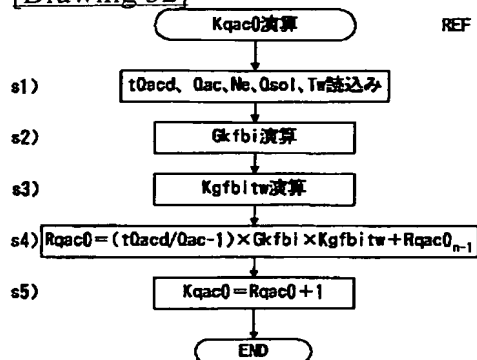 [Drawing 32]
Kqac0演算
REF
s1) tQacd、Qac、Ne、Qsol、Tw読込み
s2) Gkfbi演算
s3) Kgfbitw演算
s4) Rqac0=(tQacd/Qac-1)×Gkfbi×Kgfbitw+Rqac0n-1
s5) Kqac0=Rqac0+1
END